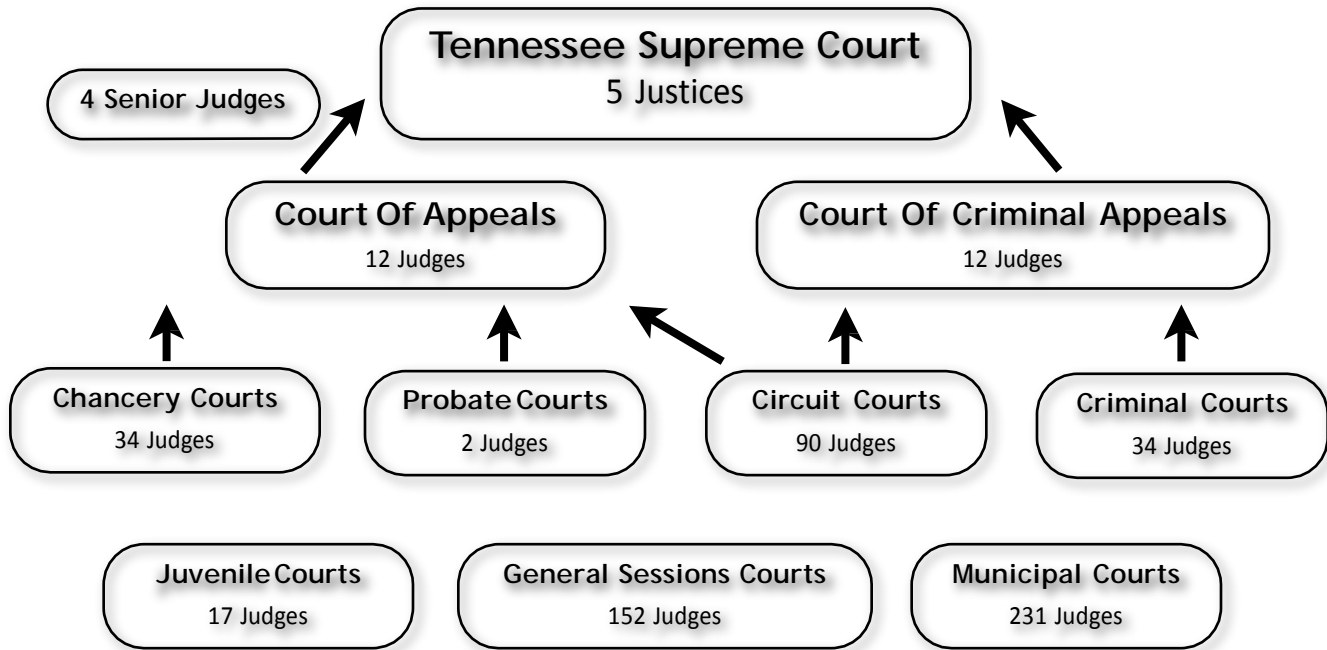 Tennessee Supreme Court
5 Justices
4 Senior Judges
Court Of Appeals
12 Judges
Court Of Criminal Appeals
12 Judges
Chancery Courts
34 Judges
Probate Courts
2 Judges
Circuit Courts
90 Judges
Criminal Courts
34 Judges
Juvenile Courts
17 Judges
General Sessions Courts
152 Judges
Municipal Courts
231 Judges